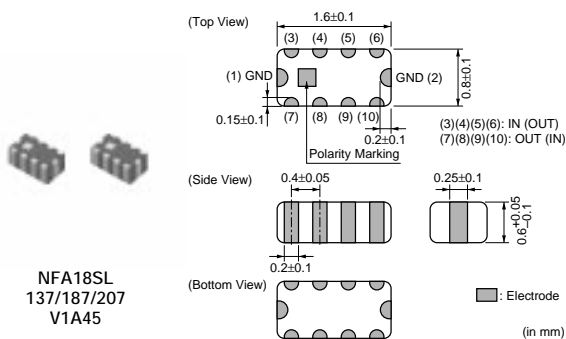 (Top View)
1.6±0.1
(3) (4) (5) (6)
(1) GND
GND (2)
0.8±0.1
0.15±0.1
(7) (8) (9) (10)
0.2±0.1
Polarity Marking
(3)(4)(5)(6): IN (OUT)
(7)(8)(9)(10): OUT (IN)
(Side View)
0.4±0.05
0.25±0.1
0.6+0.05−0.1
0.2±0.1
(Bottom View)
: Electrode
(in mm)
NFA18SL
137/187/207
V1A45